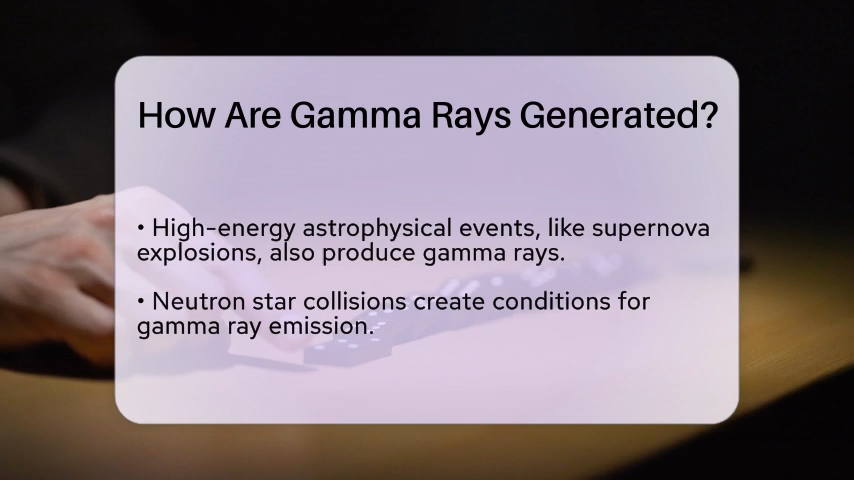 How Are Gamma Rays Generated?
• High-energy astrophysical events, like supernova
explosions, also produce gamma rays.
• Neutron star collisions create conditions for
gamma ray emission.